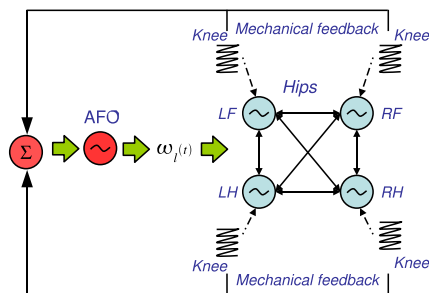 Knee Mechanical feedback Knee
Hips
AFO
LF RF
Σ ω_l(t)
LH RH
Knee Knee
Mechanical feedback